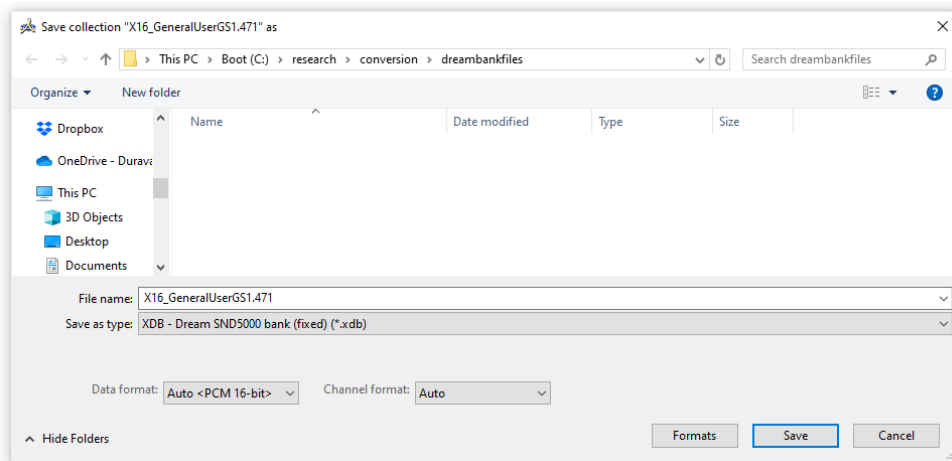 Save collection "X16_GeneralUserGS1.471" as
This PC > Boot (C:) > research > conversion > dreambankfiles
Search dreambankfiles
Organize
New folder
Name
Date modified
Type
Size
Dropbox
OneDrive - Durava
This PC
3D Objects
Desktop
Documents
File name: X16_GeneralUserGS1.471
Save as type: XDB - Dream SND5000 bank (fixed) (*.xdb)
Data format: Auto <PCM 16-bit>
Channel format: Auto
Hide Folders
Formats
Save
Cancel